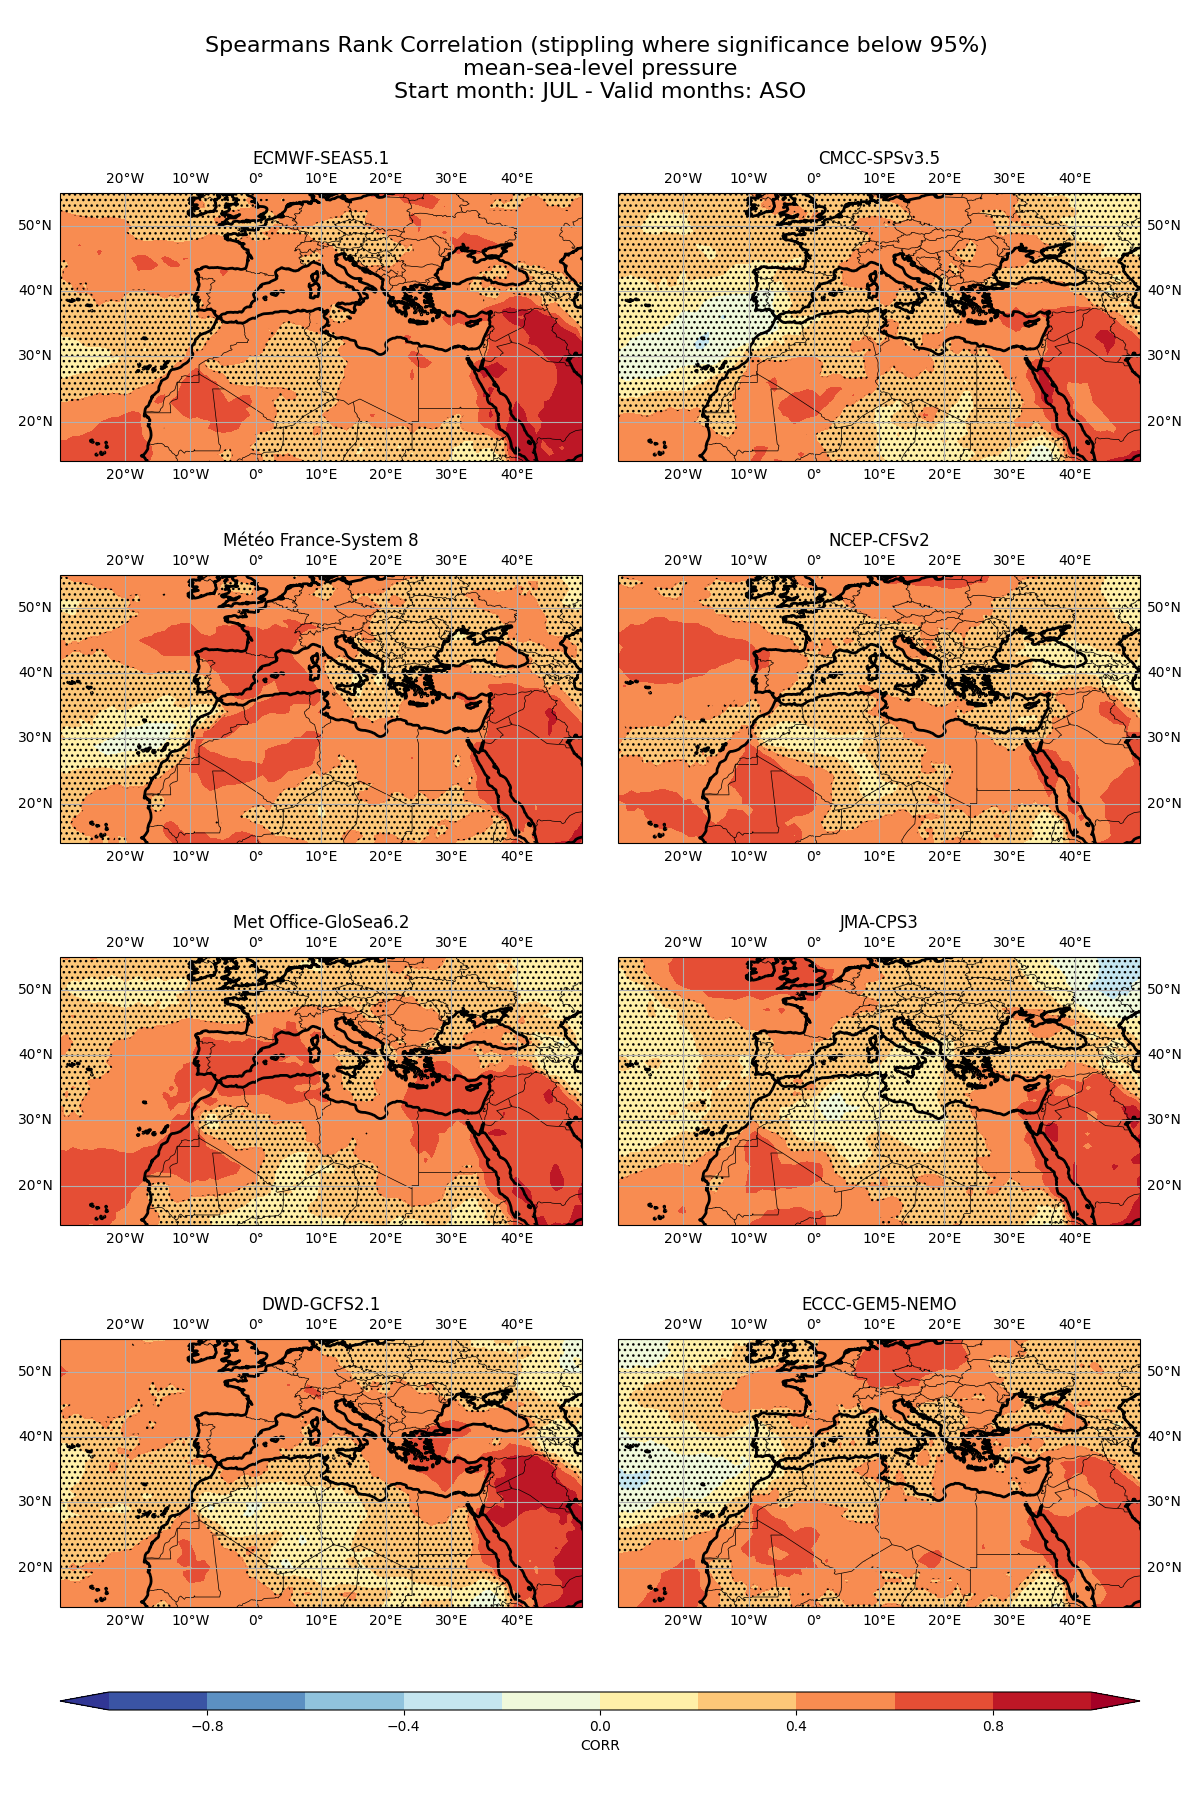 Spearmans Rank Correlation (stippling where significance below 95%)
mean-sea-level pressure
Start month: JUL - Valid months: ASO
ECMWF-SEAS5.1 CMCC-SPSv3.5
20°W 10°W 0° 10°E 20°E 30°E 40°E 20°W 10°W 0° 10°E 20°E 30°E 40°E
50°N 50°N
40°N 40°N
30°N 30°N
20°N 20°N
20°W 10°W 0° 10°E 20°E 30°E 40°E 20°W 10°W 0° 10°E 20°E 30°E 40°E
Météo France-System 8 NCEP-CFSv2
20°W 10°W 0° 10°E 20°E 30°E 40°E 20°W 10°W 0° 10°E 20°E 30°E 40°E
50°N 50°N
40°N 40°N
30°N 30°N
20°N 20°N
20°W 10°W 0° 10°E 20°E 30°E 40°E 20°W 10°W 0° 10°E 20°E 30°E 40°E
Met Office-GloSea6.2 JMA-CPS3
20°W 10°W 0° 10°E 20°E 30°E 40°E 20°W 10°W 0° 10°E 20°E 30°E 40°E
50°N 50°N
40°N 40°N
30°N 30°N
20°N 20°N
20°W 10°W 0° 10°E 20°E 30°E 40°E 20°W 10°W 0° 10°E 20°E 30°E 40°E
DWD-GCFS2.1 ECCC-GEM5-NEMO
20°W 10°W 0° 10°E 20°E 30°E 40°E 20°W 10°W 0° 10°E 20°E 30°E 40°E
50°N 50°N
40°N 40°N
30°N 30°N
20°N 20°N
20°W 10°W 0° 10°E 20°E 30°E 40°E 20°W 10°W 0° 10°E 20°E 30°E 40°E
−0.8 −0.4 0.0 0.4 0.8
CORR